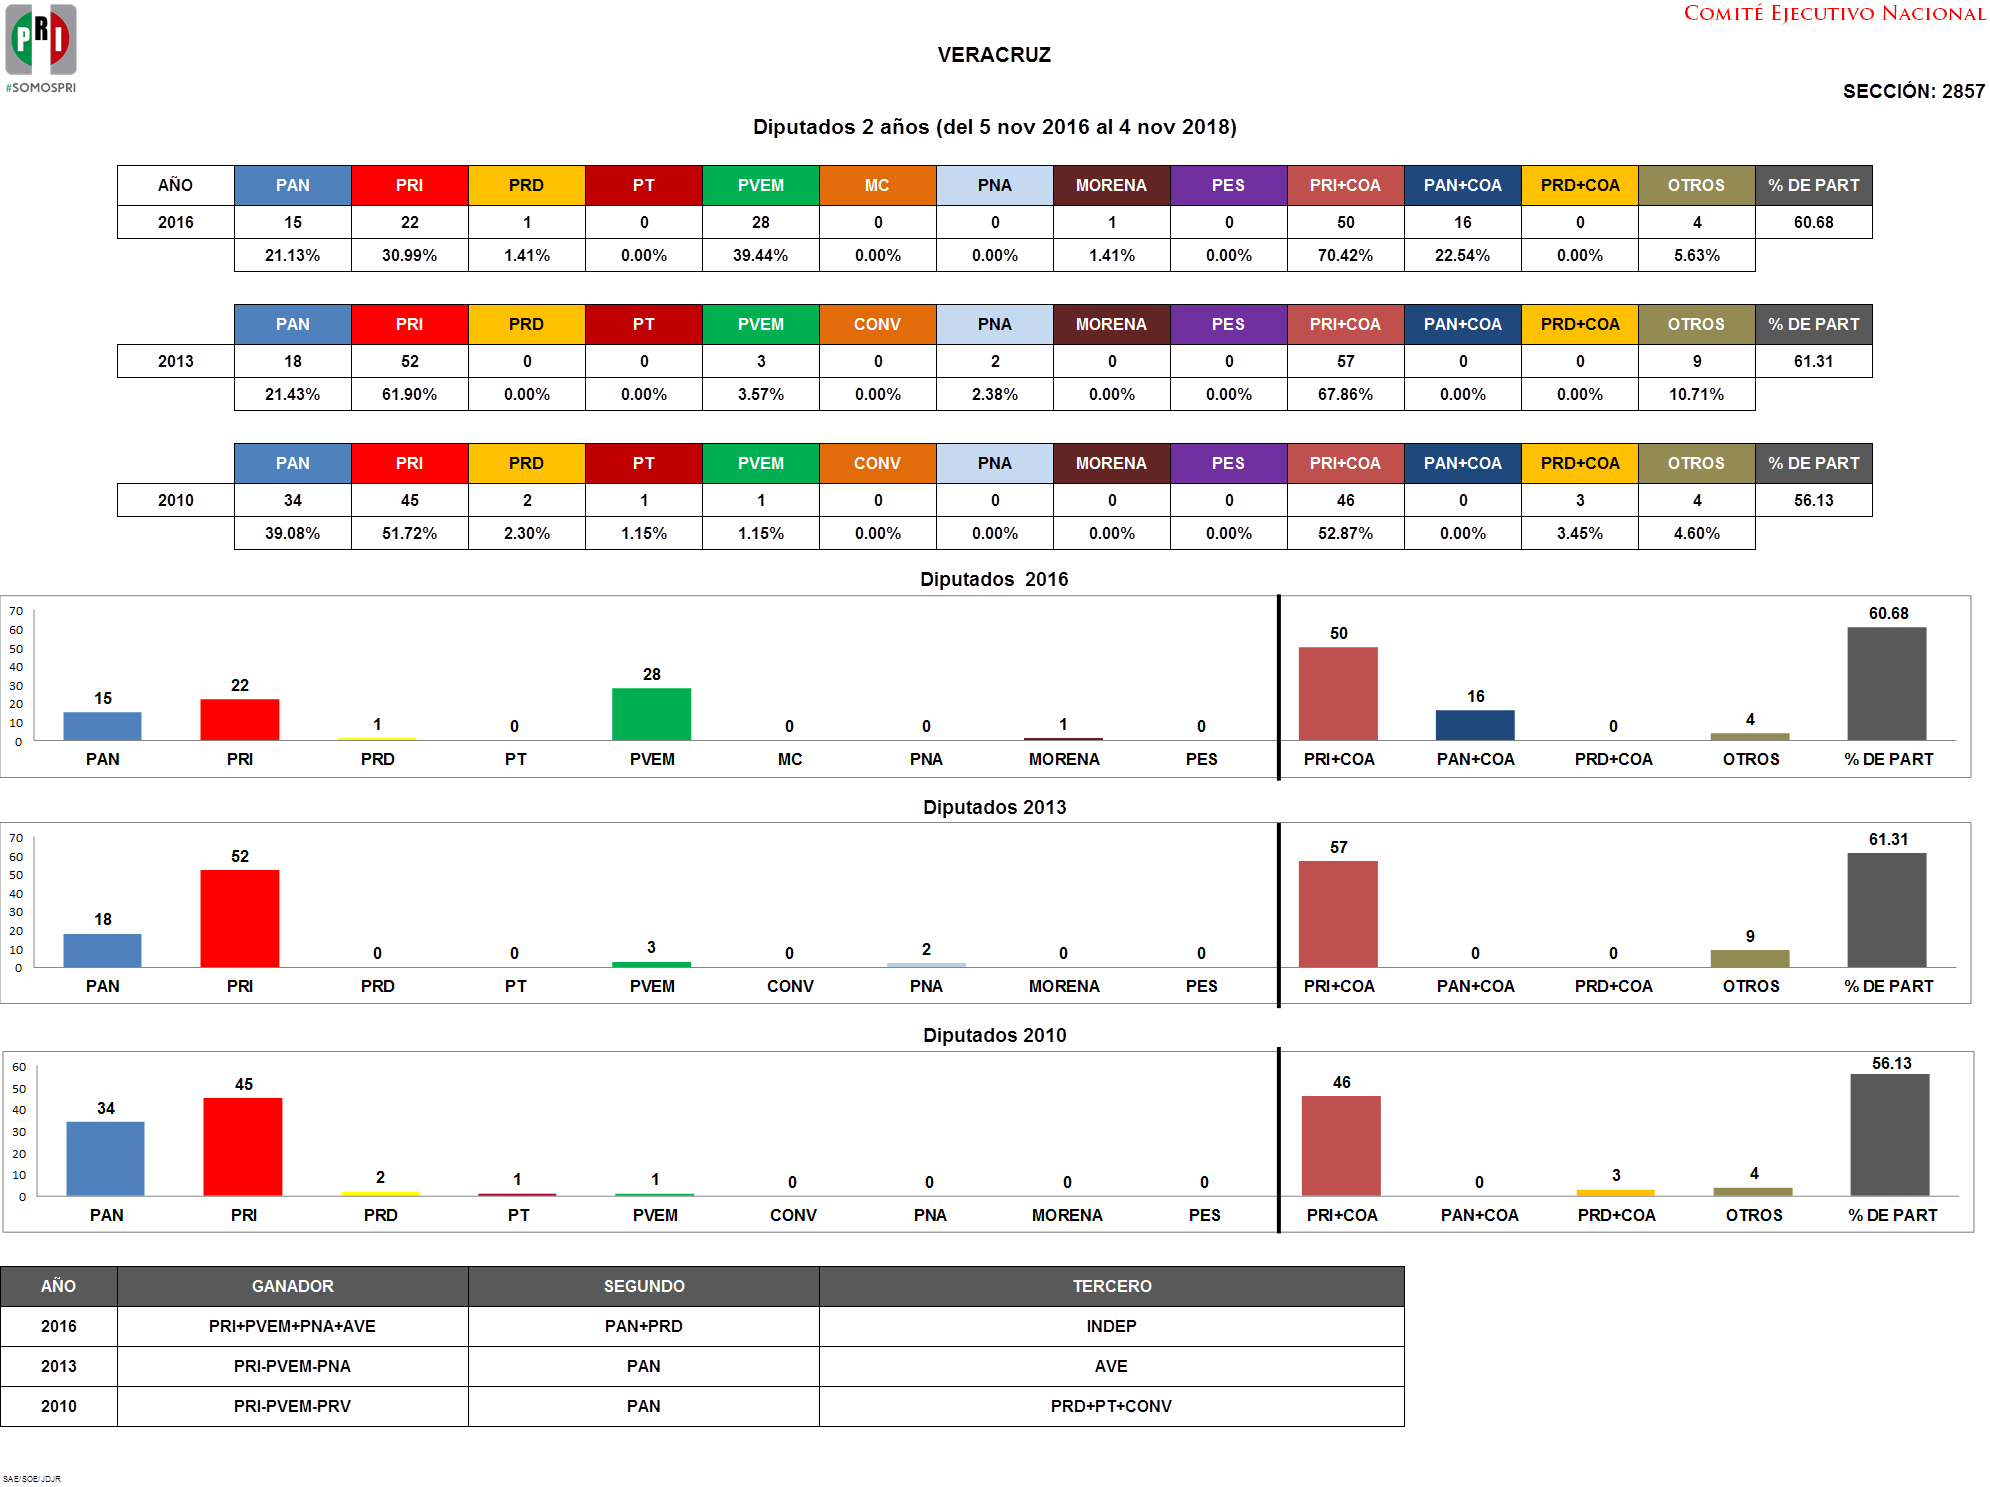 PRI
#SOMOSPRI
COMITÉ EJECUTIVO NACIONAL
VERACRUZ
SECCIÓN: 2857
Diputados 2 años (del 5 nov 2016 al 4 nov 2018)
AÑO PAN PRI PRD PT PVEM MC PNA MORENA PES PRI+COA PAN+COA PRD+COA OTROS % DE PART
2016 15 22 1 0 28 0 0 1 0 50 16 0 4 60.68
21.13% 30.99% 1.41% 0.00% 39.44% 0.00% 0.00% 1.41% 0.00% 70.42% 22.54% 0.00% 5.63%
PAN PRI PRD PT PVEM CONV PNA MORENA PES PRI+COA PAN+COA PRD+COA OTROS % DE PART
2013 18 52 0 0 3 0 2 0 0 57 0 0 9 61.31
21.43% 61.90% 0.00% 0.00% 3.57% 0.00% 2.38% 0.00% 0.00% 67.86% 0.00% 0.00% 10.71%
PAN PRI PRD PT PVEM CONV PNA MORENA PES PRI+COA PAN+COA PRD+COA OTROS % DE PART
2010 34 45 2 1 1 0 0 0 0 46 0 3 4 56.13
39.08% 51.72% 2.30% 1.15% 1.15% 0.00% 0.00% 0.00% 0.00% 52.87% 0.00% 3.45% 4.60%
Diputados 2016
70
60
50
40
30
20
10
0
15 22 1 0 28 0 0 1 0 50 16 0 4 60.68
PAN PRI PRD PT PVEM MC PNA MORENA PES PRI+COA PAN+COA PRD+COA OTROS % DE PART
Diputados 2013
70
60
50
40
30
20
10
0
18 52 0 0 3 0 2 0 0 57 0 0 9 61.31
PAN PRI PRD PT PVEM CONV PNA MORENA PES PRI+COA PAN+COA PRD+COA OTROS % DE PART
Diputados 2010
60
50
40
30
20
10
0
34 45 2 1 1 0 0 0 0 46 0 3 4 56.13
PAN PRI PRD PT PVEM CONV PNA MORENA PES PRI+COA PAN+COA PRD+COA OTROS % DE PART
AÑO GANADOR SEGUNDO TERCERO
2016 PRI+PVEM+PNA+AVE PAN+PRD INDEP
2013 PRI-PVEM-PNA PAN AVE
2010 PRI-PVEM-PRV PAN PRD+PT+CONV
SAE/SOE/JDJR